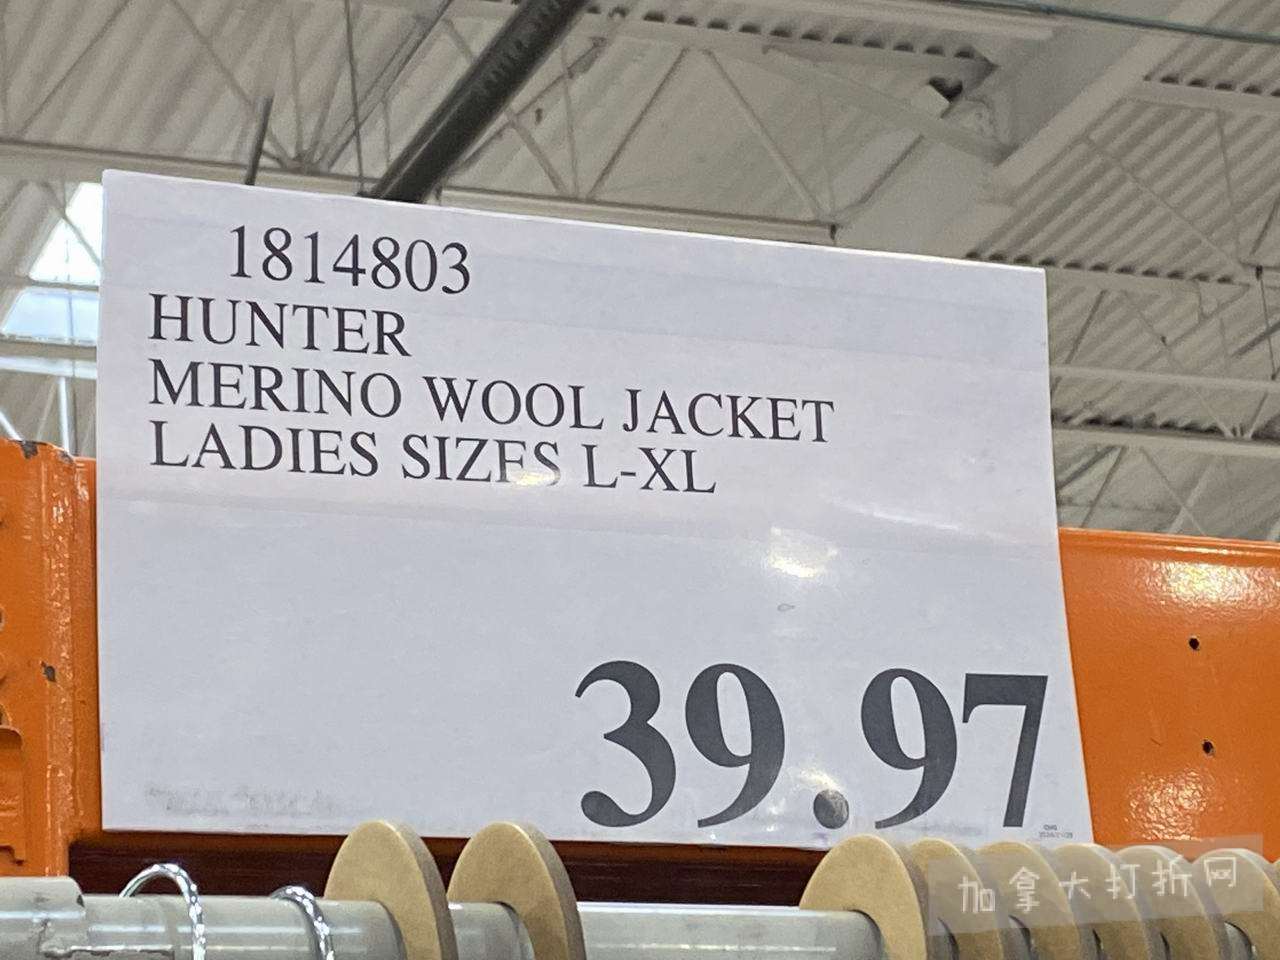 1814803
HUNTER
MERINO WOOL JACKET
LADIES SIZES L-XL
39.97
加拿大打折网